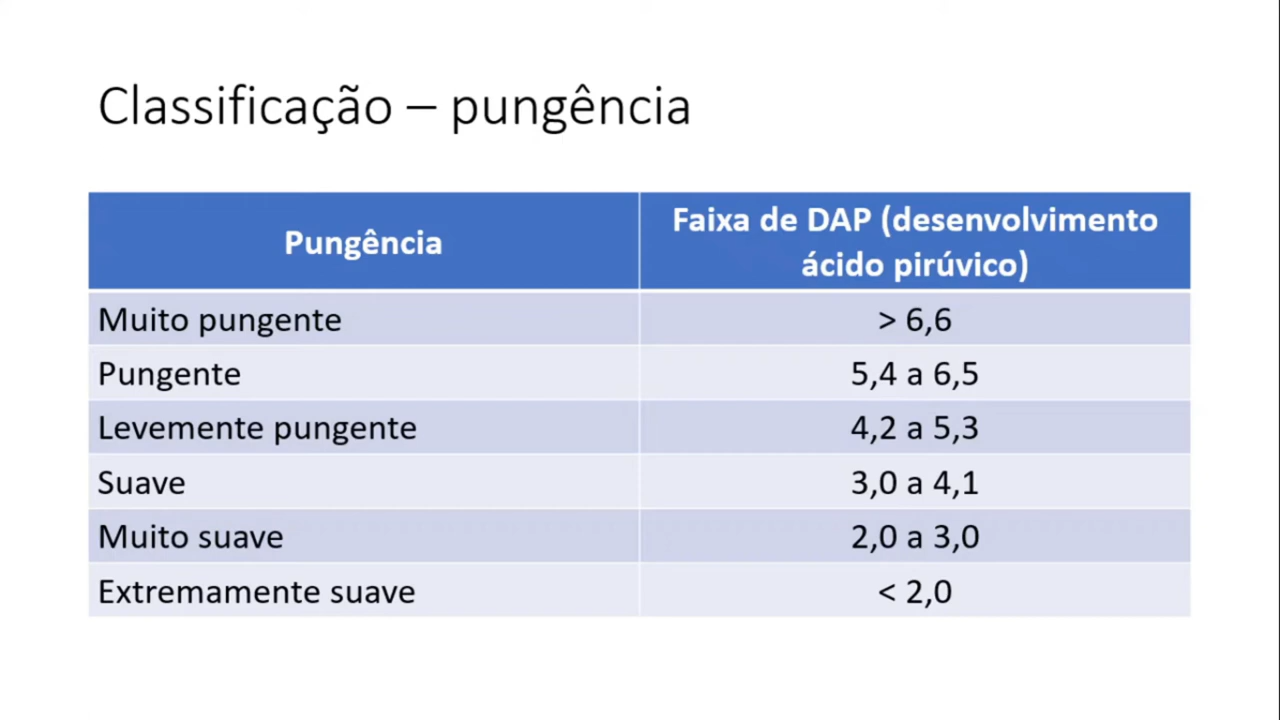 Classificação – pungência
Pungência
Faixa de DAP (desenvolvimento
ácido pirúvico)
Muito pungente
> 6,6
Pungente
5,4 a 6,5
Levemente pungente
4,2 a 5,3
Suave
3,0 a 4,1
Muito suave
2,0 a 3,0
Extremamente suave
< 2,0